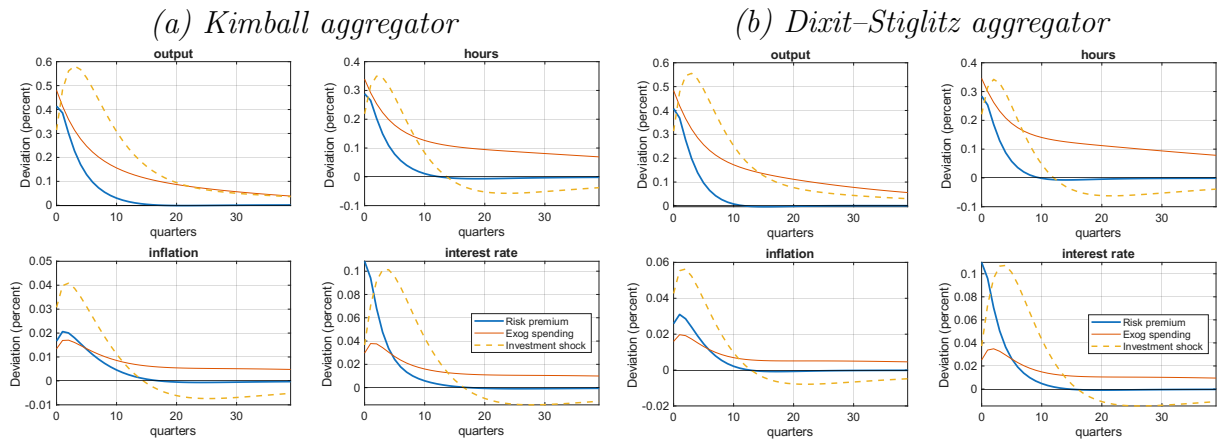 (a) Kimball aggregator
output
Deviation (percent)
0.6
0.5
0.4
0.3
0.2
0.1
0
0
10
20
30
quarters
hours
0.4
0.3
0.2
0.1
0
-0.1
0
10
20
30
quarters
inflation
Deviation (percent)
0.05
0.04
0.03
0.02
0.01
0
-0.01
0
10
20
30
quarters
interest rate
0.1
0.08
0.06
0.04
0.02
0
Risk premium
Exog spending
Investment shock
0
10
20
30
quarters
(b) Dixit–Stiglitz aggregator
output
Deviation (percent)
0.6
0.5
0.4
0.3
0.2
0.1
0
0
10
20
30
quarters
hours
0.4
0.3
0.2
0.1
0
-0.1
0
10
20
30
quarters
inflation
Deviation (percent)
0.06
0.04
0.02
0
-0.02
0
10
20
30
quarters
interest rate
0.1
0.08
0.06
0.04
0.02
0
Risk premium
Exog spending
Investment shock
0
10
20
30
quarters